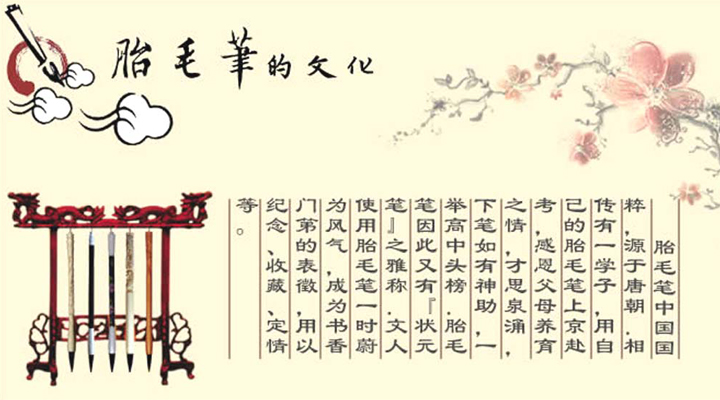 胎毛筆的文化
胎毛笔中国国
粹，源于唐朝.相
传有一学子，用自
己的胎毛笔上京赴
考，感恩父母养育
之情，才思泉涌，
下笔如有神助，一
举高中头榜.胎毛
笔因此又有『状元
笔』之雅称.文人
使用胎毛笔一时蔚
为风气，成为书香
门第的表徵，用以
纪念、收藏、定情
等。